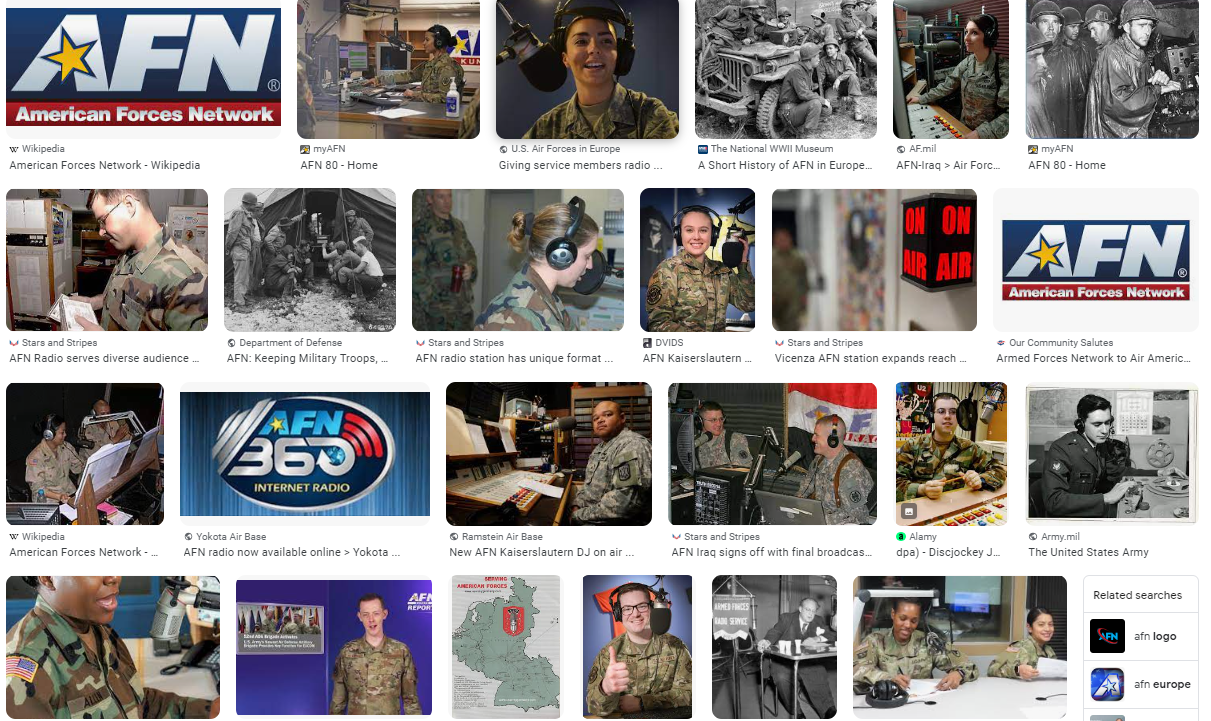 AFN®
American Forces Network
Wikipedia
American Forces Network - Wikipedia
myAFN
AFN 80 - Home
U.S. Air Forces in Europe
Giving service members radio ...
The National WWII Museum
A Short History of AFN in Europe...
AF.mil
AFN-Iraq > Air Forc...
myAFN
AFN 80 - Home
Stars and Stripes
AFN Radio serves diverse audience ...
Department of Defense
AFN: Keeping Military Troops, ...
Stars and Stripes
AFN radio station has unique format ...
DVIDS
AFN Kaiserslautern ...
ON ON
AIR AIR
Stars and Stripes
Vicenza AFN station expands reach ...
AFN®
American Forces Network
Our Community Salutes
Armed Forces Network to Air Americ...
Wikipedia
American Forces Network - ...
AFN
360
INTERNET RADIO
Yokota Air Base
AFN radio now available online > Yokota ...
Ramstein Air Base
New AFN Kaiserslautern DJ on air ...
Stars and Stripes
AFN Iraq signs off with final broadcas...
U2
a Alamy
dpa) - Discjockey J...
Army.mil
The United States Army
AFN
REPORT
SERVING
AMERICAN FORCES
ARMED FORCES
RADIO SERVICE
Related searches
AFN
afn logo
afn europe